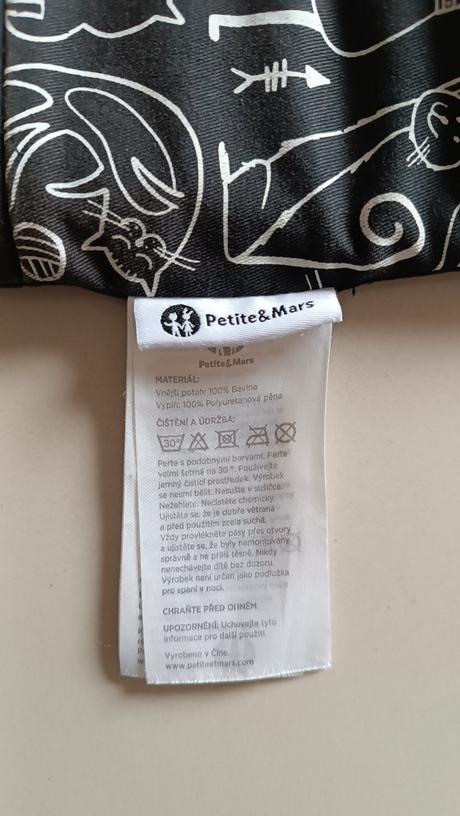 Petite&Mars
Petite&Mars
MATERIÁL:
Vnější potah: 100% Bavlna
Výplň: 100% Polyuretanová pěna
ČIŠTĚNÍ A ÚDRŽBA:
30°
Perte s podobnými barvami. Perte
velmi šetrně na 30 °. Používejte
jemný čisticí prostředek. Výrobek
se nesmí bělit. Nesušte v sušičce.
Nežehlete. Nečistěte chemicky.
Ujistěte se, že je dobře větraná
a před použitím zcela suchá.
Vždy provlékněte pásy přes otvory
a ujistěte se, že byly namontovány
správně a ne příliš těsně. Nikdy
nenechávejte dítě bez dozoru.
Výrobek není určen jako podložka
pro spaní v noci.
CHRAŇTE PŘED OHNĚM.
UPOZORNĚNÍ: Uchovejte tyto
informace pro další použití.
Vyrobeno v Číně.
www.petiteetmars.com